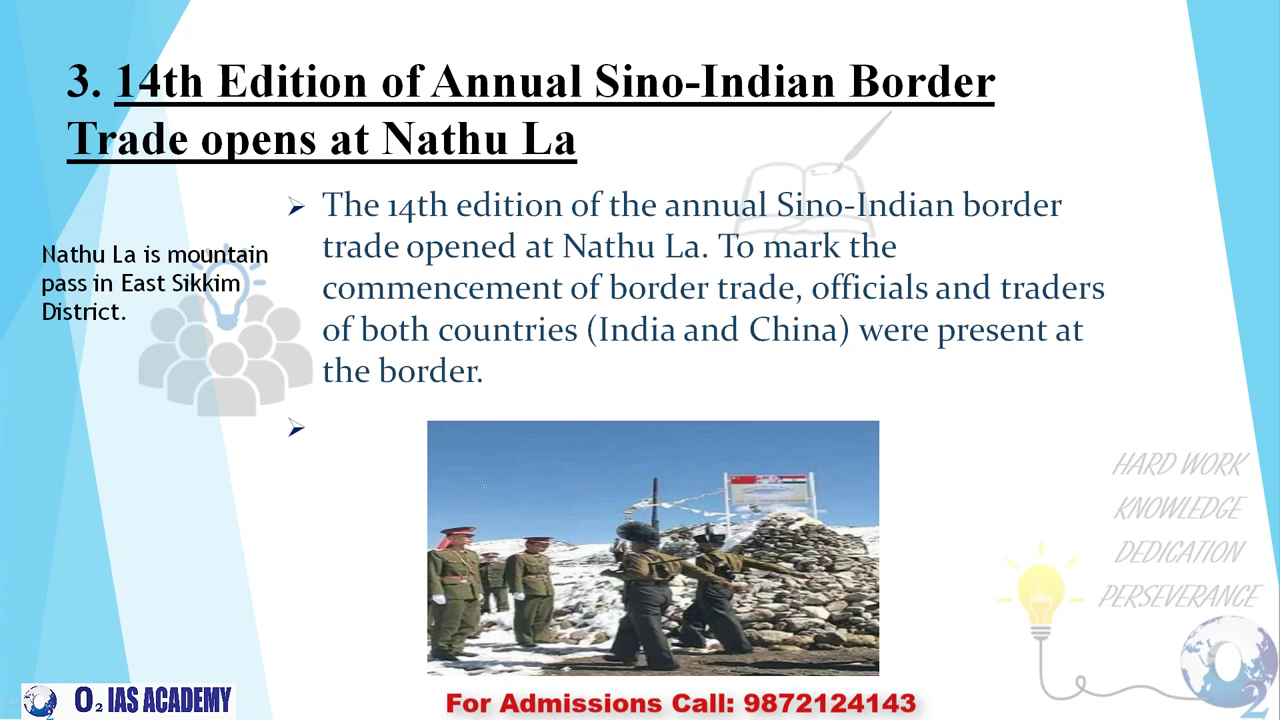 3. 14th Edition of Annual Sino-Indian Border
Trade opens at Nathu La
The 14th edition of the annual Sino-Indian border
trade opened at Nathu La. To mark the
commencement of border trade, officials and traders
of both countries (India and China) were present at
the border.
Nathu La is mountain
pass in East Sikkim
District.
HARD WORK
KNOWLEDGE
DEDICATION
PERSEVERANCE
O2
O2 IAS ACADEMY
For Admissions Call: 9872124143